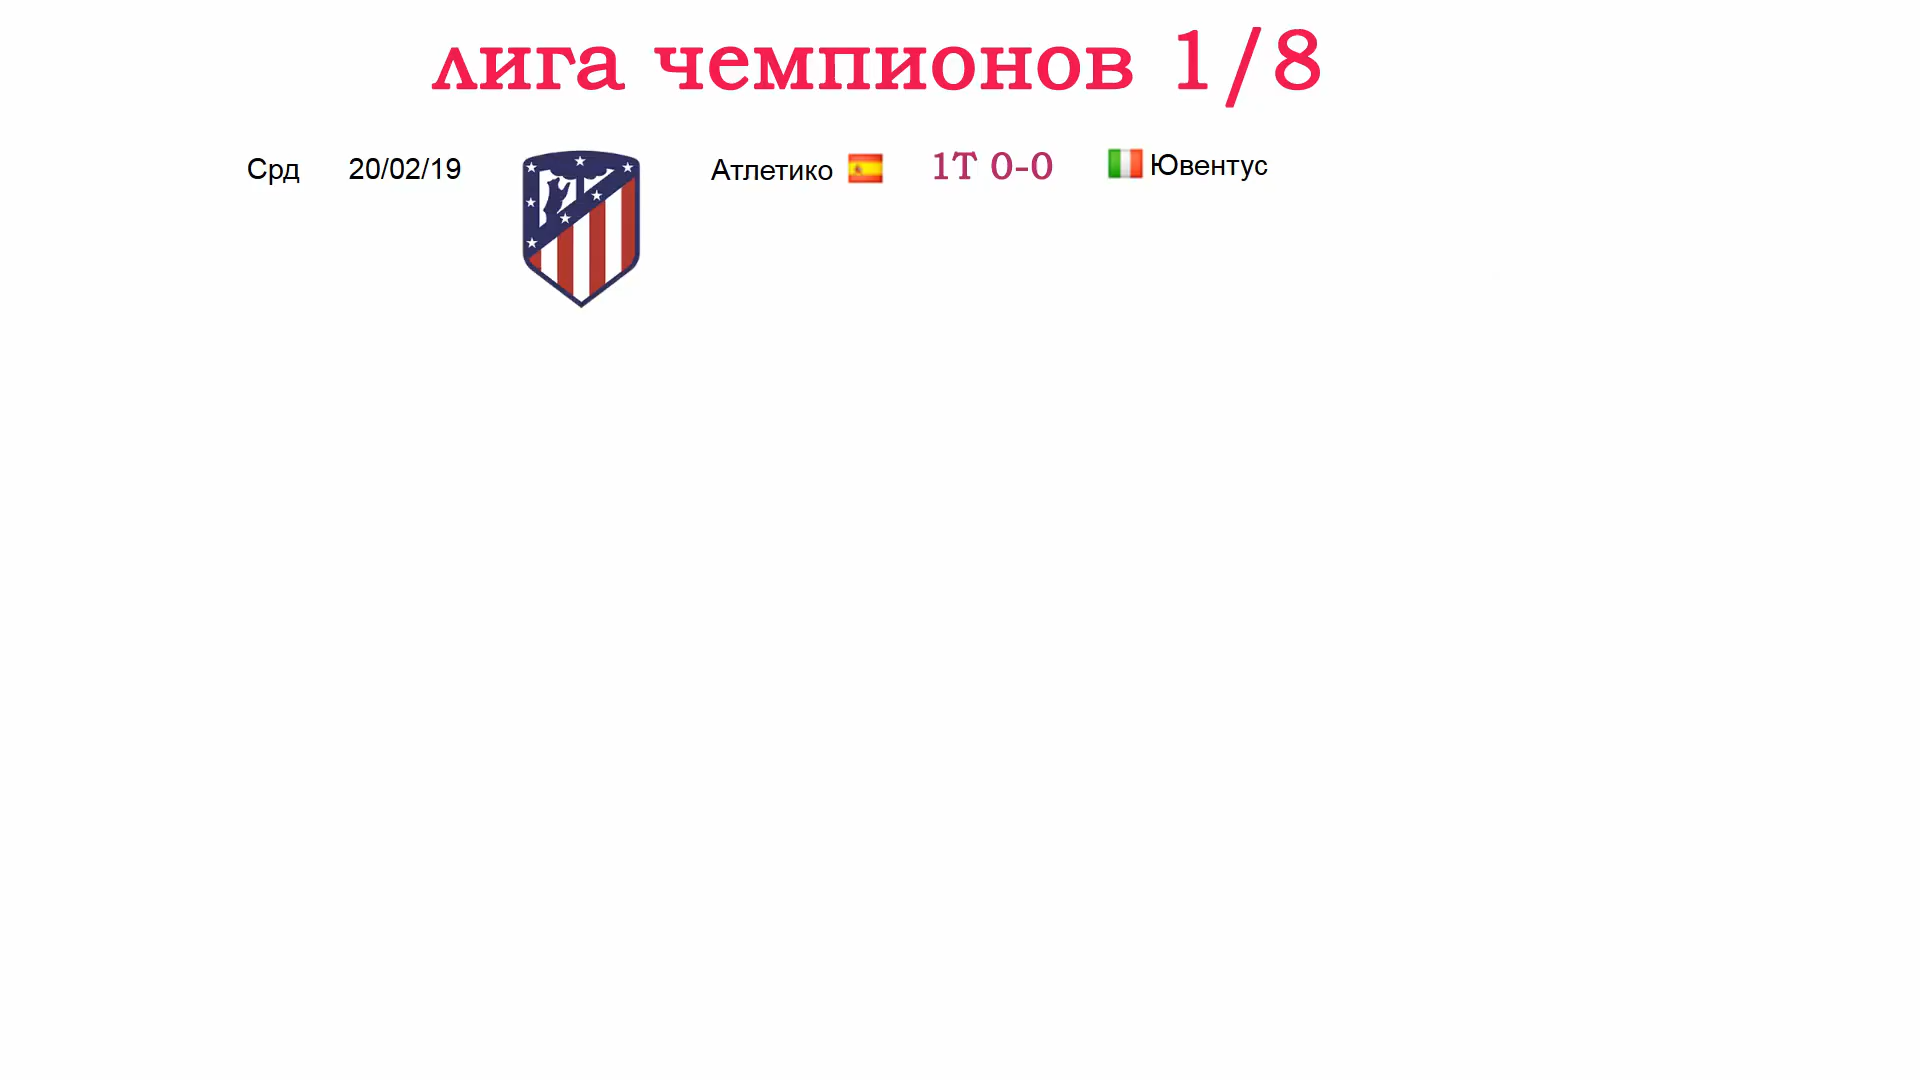 лига чемпионов 1/8
Срд 20/02/19 Атлетико 1Т 0-0 Ювентус